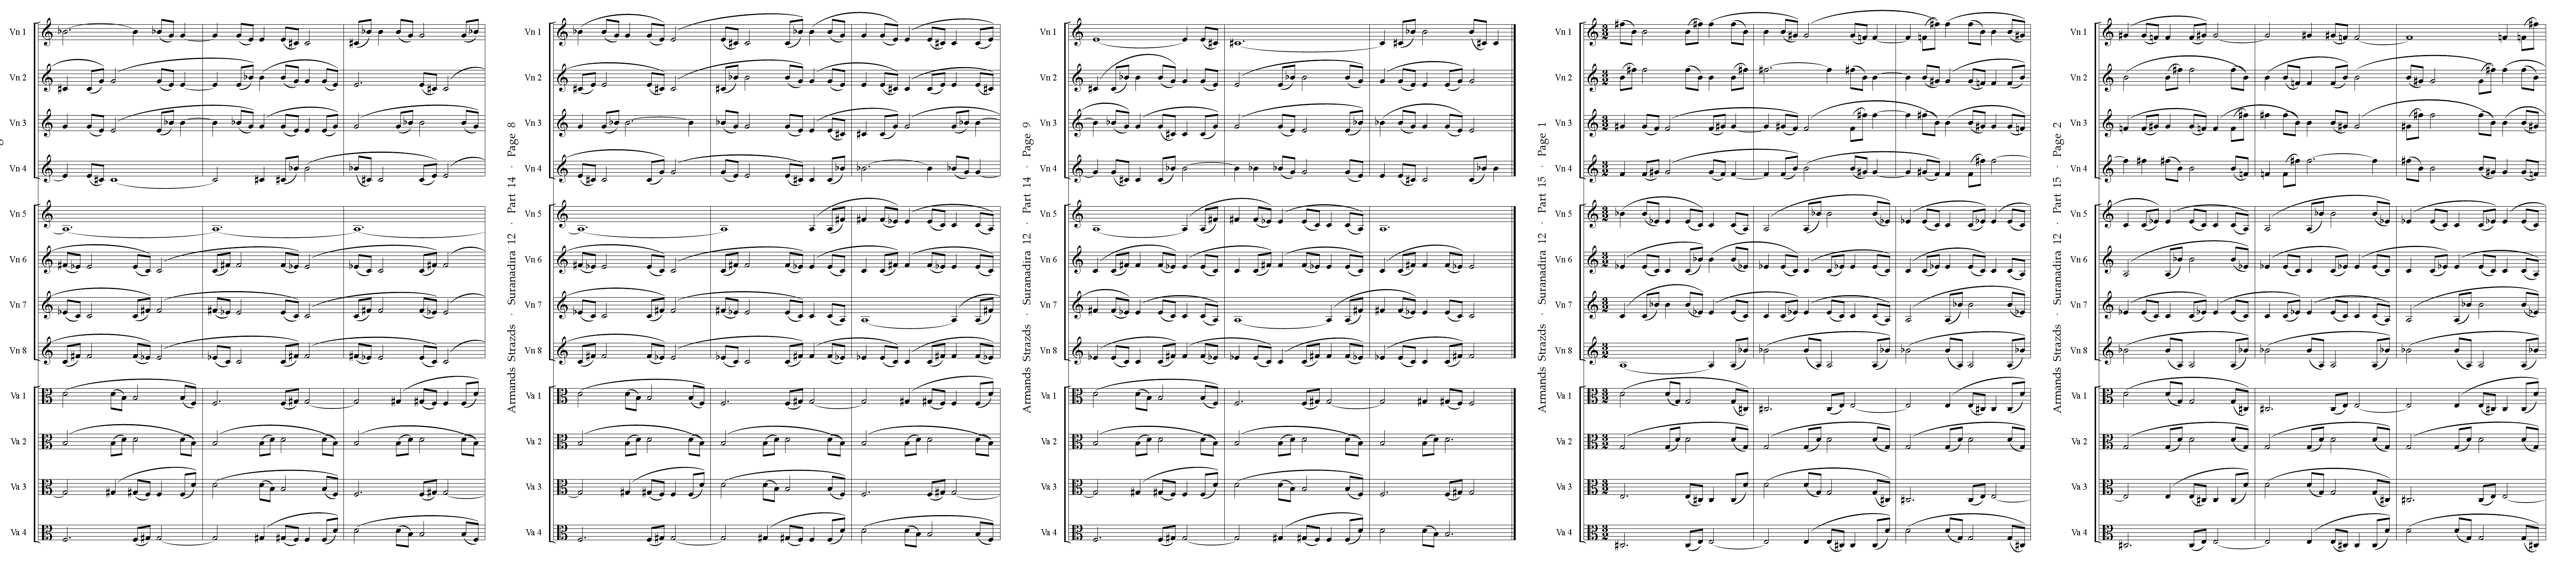 Vn 1
Vn 2
Vn 3
Vn 4
Vn 5
Vn 6
Vn 7
Vn 8
Va 1
Va 2
Va 3
Va 4
Armands Strazds · Suranadira 12 · Part 14 · Page 8
Vn 1
Vn 2
Vn 3
Vn 4
Vn 5
Vn 6
Vn 7
Vn 8
Va 1
Va 2
Va 3
Va 4
Armands Strazds · Suranadira 12 · Part 14 · Page 9
Vn 1
Vn 2
Vn 3
Vn 4
Vn 5
Vn 6
Vn 7
Vn 8
Va 1
Va 2
Va 3
Va 4
Armands Strazds · Suranadira 12 · Part 15 · Page 1
Vn 1
Vn 2
Vn 3
Vn 4
Vn 5
Vn 6
Vn 7
Vn 8
Va 1
Va 2
Va 3
Va 4
Armands Strazds · Suranadira 12 · Part 15 · Page 2
Vn 1
Vn 2
Vn 3
Vn 4
Vn 5
Vn 6
Vn 7
Vn 8
Va 1
Va 2
Va 3
Va 4